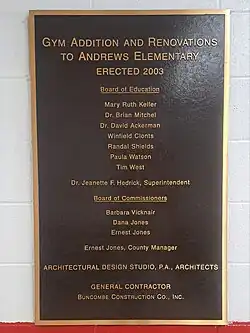 GYM ADDITION AND RENOVATIONS
TO ANDREWS ELEMENTARY
ERECTED 2003
Board of Education
Mary Ruth Keller
Dr. Brian Mitchel
Dr. David Ackerman
Winfield Clonts
Randal Shields
Paula Watson
Tim West
Dr. Jeanette F. Hedrick, Superintendent
Board of Commissioners
Barbara Vicknair
Dana Jones
Ernest Jones
Ernest Jones, County Manager
ARCHITECTURAL DESIGN STUDIO, P.A., ARCHITECTS
GENERAL CONTRACTOR
BUNCOMBE CONSTRUCTION CO., INC.